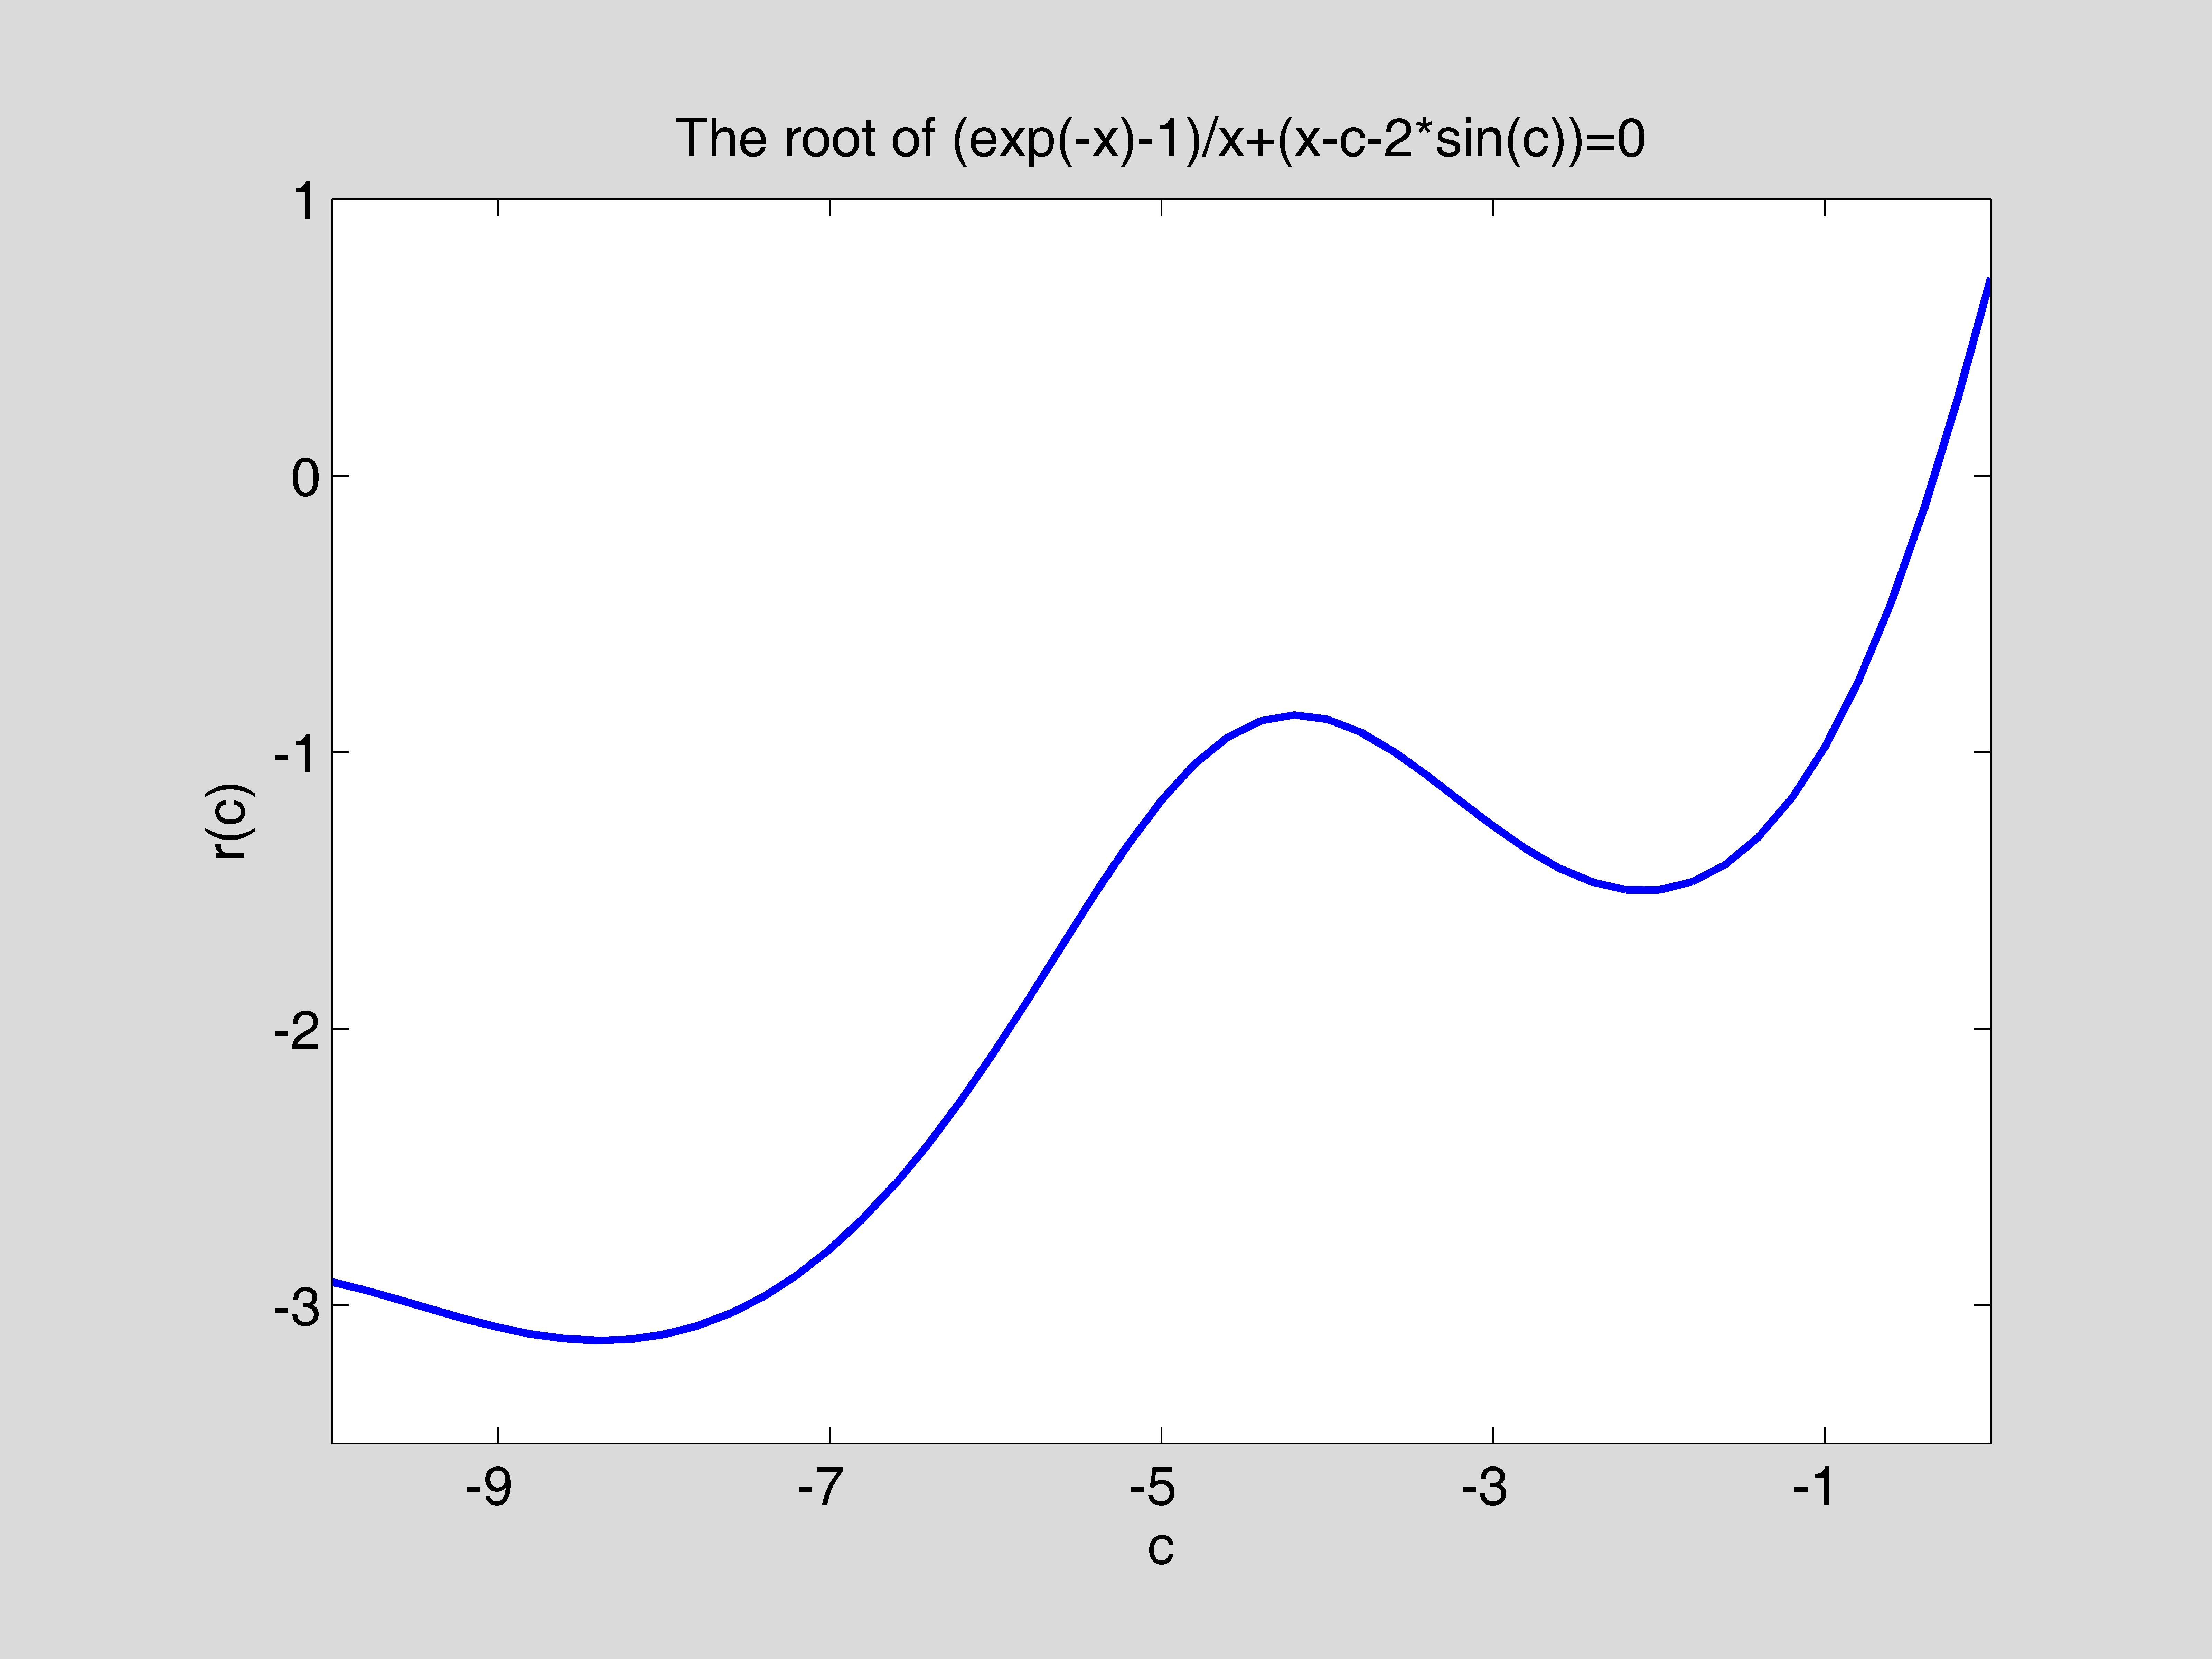 The root of (exp(-x)-1)/x+(x-c-2*sin(c))=0
1
0
-1
-2
-3
r(c)
-9 -7 -5 -3 -1
c